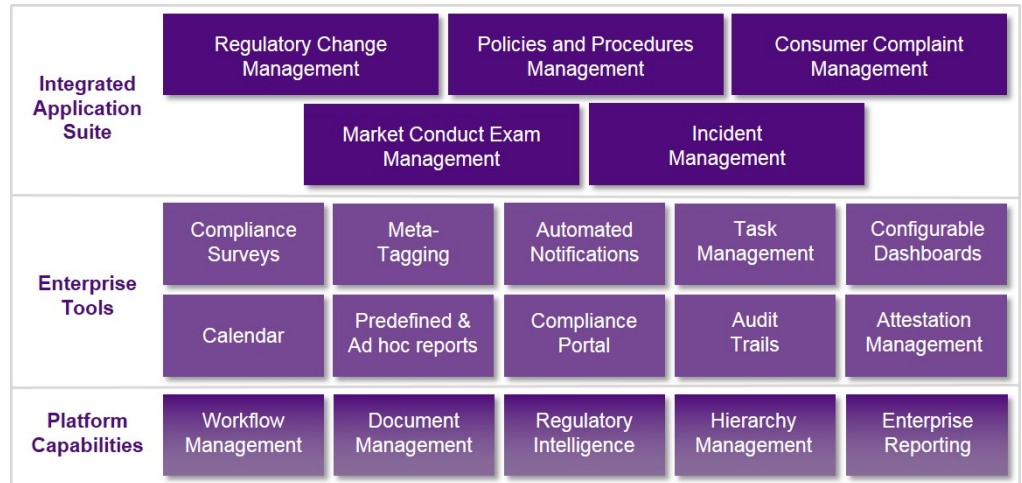 Integrated
Application
Suite
Regulatory Change
Management
Policies and Procedures
Management
Consumer Complaint
Management
Market Conduct Exam
Management
Incident
Management
Enterprise
Tools
Compliance
Surveys
Meta-
Tagging
Automated
Notifications
Task
Management
Configurable
Dashboards
Calendar
Predefined &
Ad hoc reports
Compliance
Portal
Audit
Trails
Attestation
Management
Platform
Capabilities
Workflow
Management
Document
Management
Regulatory
Intelligence
Hierarchy
Management
Enterprise
Reporting